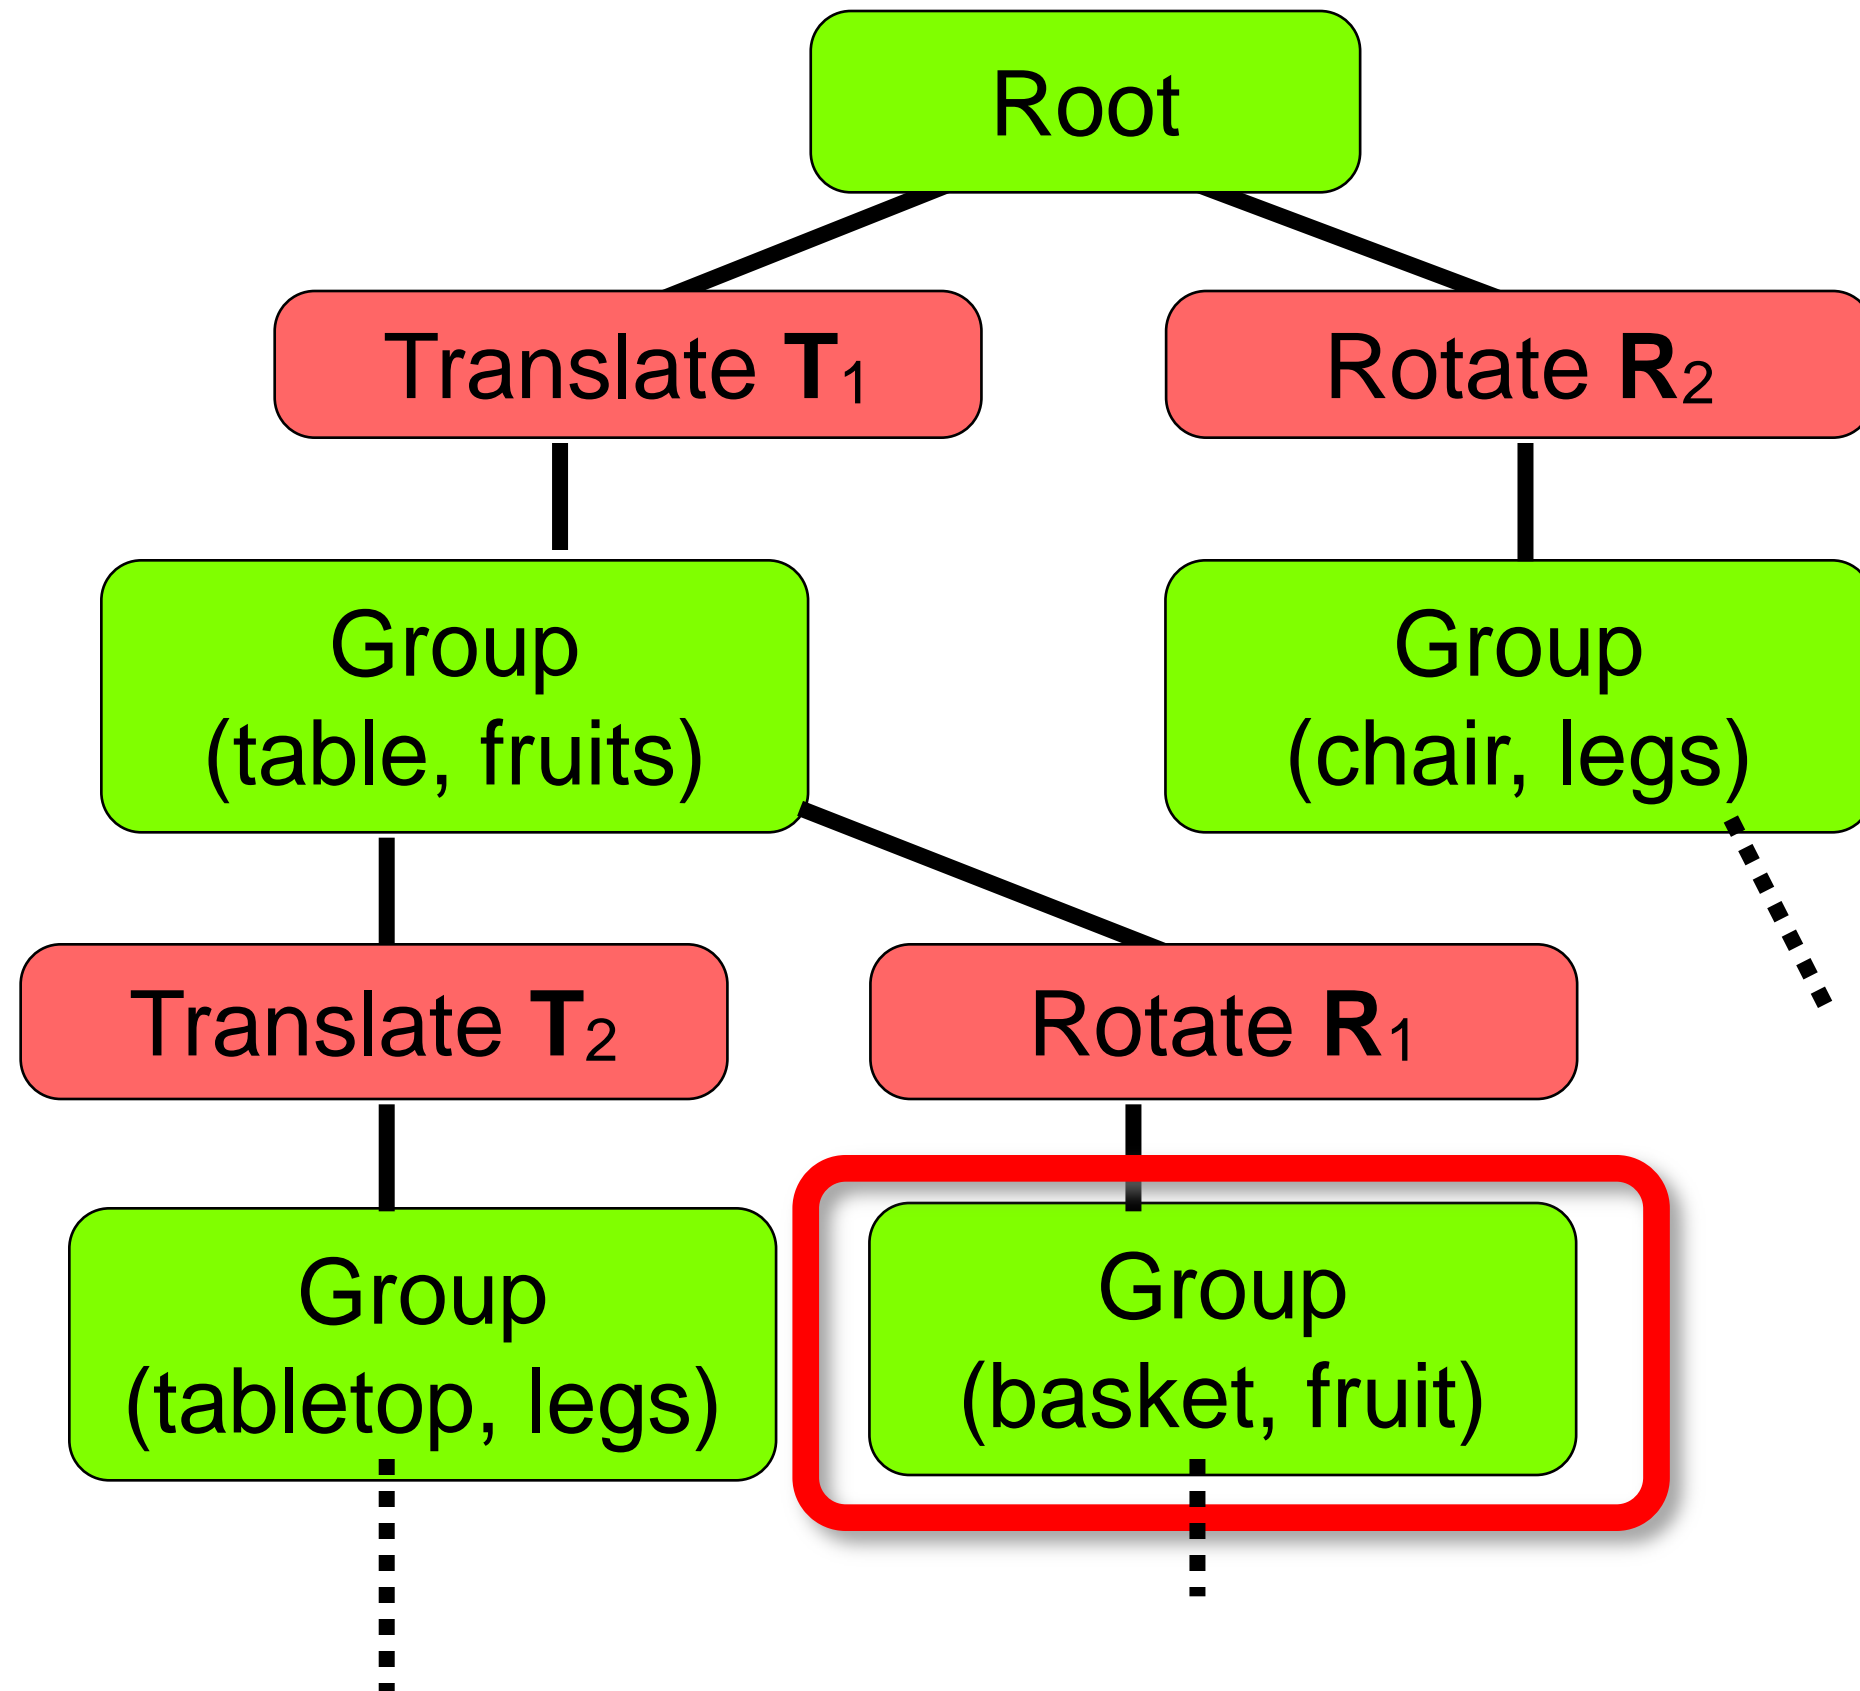 Root
Translate T1
Rotate R2
Group
(table, fruits)
Group
(chair, legs)
Translate T2
Rotate R1
Group
(tabletop, legs)
Group
(basket, fruit)